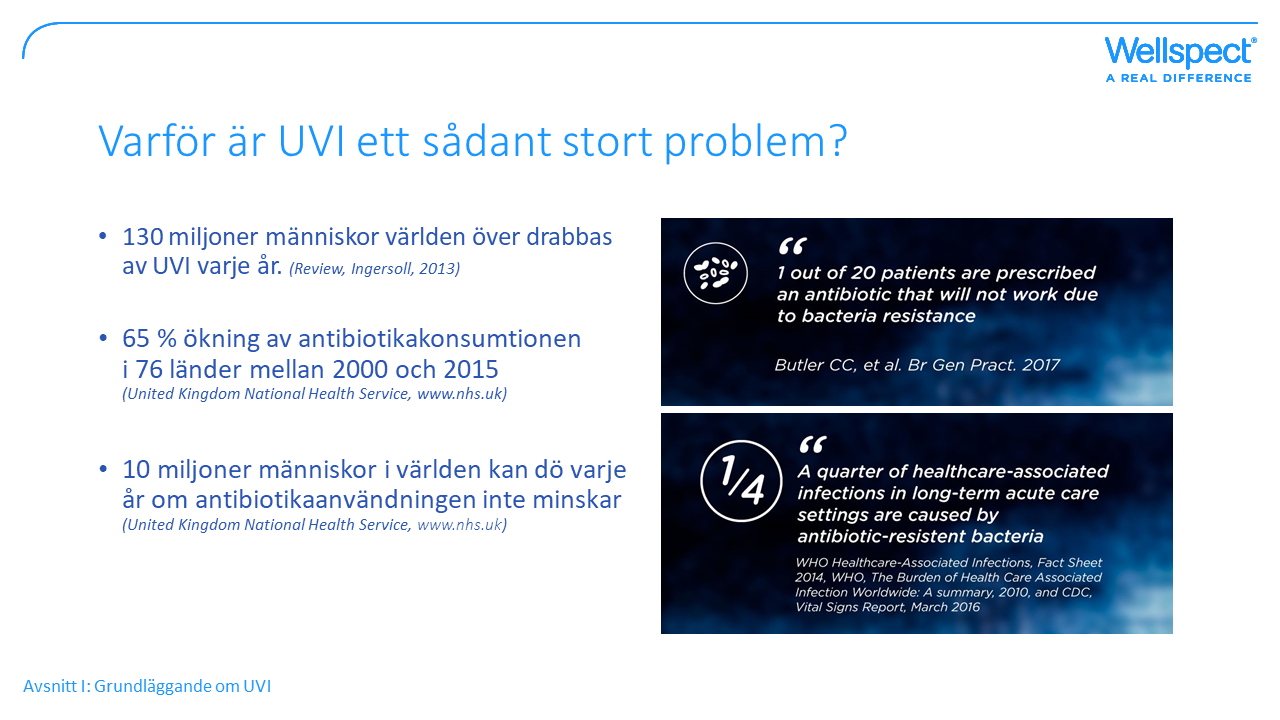 Wellspect®
A REAL DIFFERENCE
Varför är UVI ett sådant stort problem?
• 130 miljoner människor världen över drabbas
av UVI varje år. (Review, Ingersoll, 2013)
• 65 % ökning av antibiotikakonsumtionen
i 76 länder mellan 2000 och 2015
(United Kingdom National Health Service, www.nhs.uk)
• 10 miljoner människor i världen kan dö varje
år om antibiotikaanvändningen inte minskar
(United Kingdom National Health Service, www.nhs.uk)
“
1 out of 20 patients are prescribed
an antibiotic that will not work due
to bacteria resistance
Butler CC, et al. Br Gen Pract. 2017
1/4
“
A quarter of healthcare-associated
infections in long-term acute care
settings are caused by
antibiotic-resistent bacteria
WHO Healthcare-Associated Infections, Fact Sheet
2014, WHO, The Burden of Health Care Associated
Infection Worldwide: A summary, 2010, and CDC,
Vital Signs Report, March 2016
Avsnitt I: Grundläggande om UVI